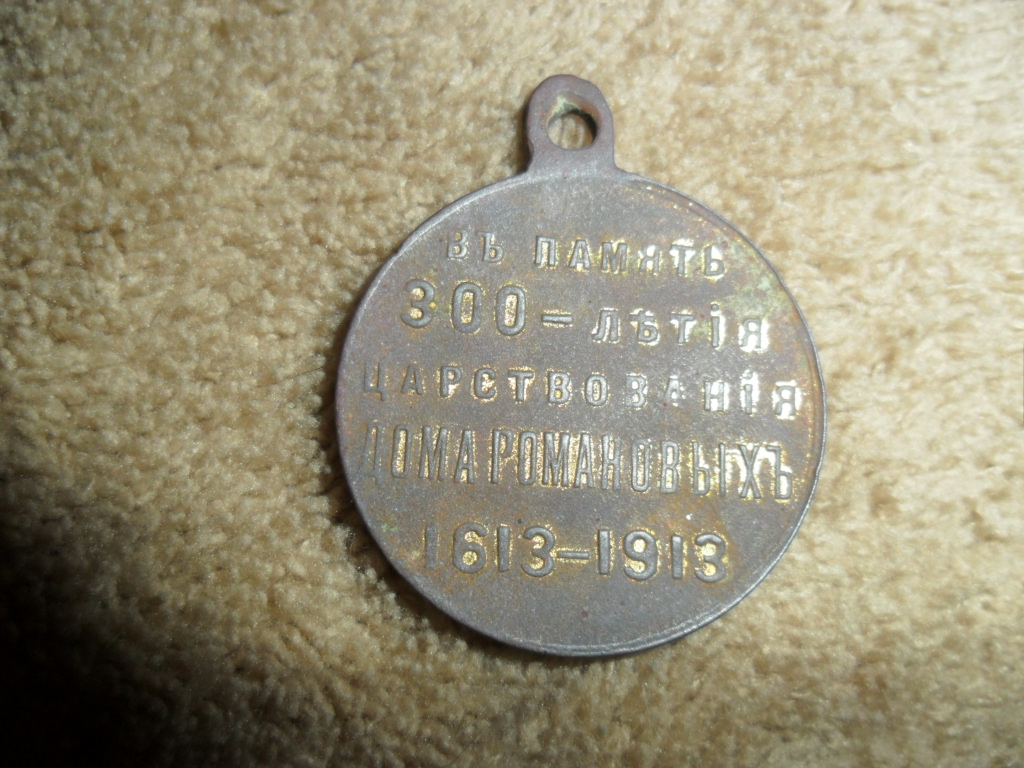 ВЪ ПАМЯТЬ
300=ЛѢТІЯ
ЦАРСТВОВАНІЯ
ДОМА РОМАНОВЫХЪ
1613-1913